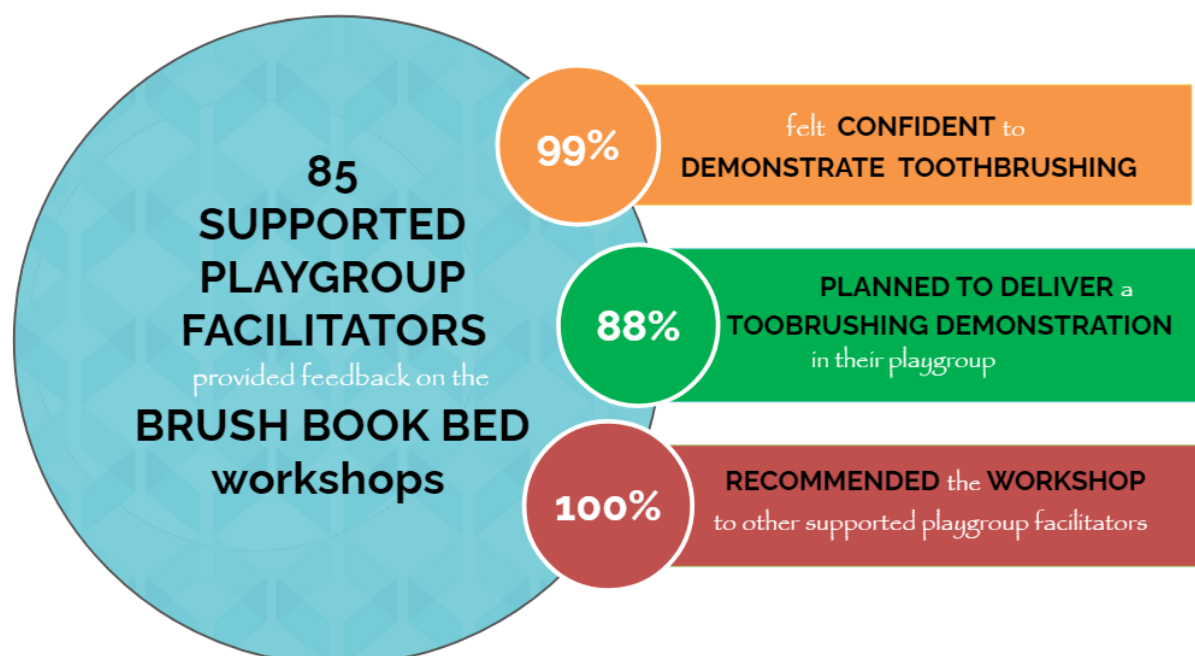 85
SUPPORTED
PLAYGROUP
FACILITATORS
provided feedback on the
BRUSH BOOK BED
workshops
99%
felt CONFIDENT to
DEMONSTRATE TOOTHBRUSHING
88%
PLANNED TO DELIVER a
TOOBRUSHING DEMONSTRATION
in their playgroup
100%
RECOMMENDED the WORKSHOP
to other supported playgroup facilitators